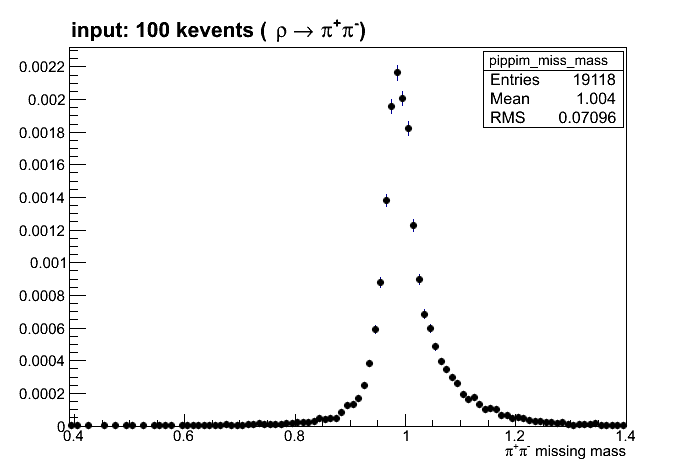 input: 100 kevents ( ρ → π⁺π⁻)
pippim_miss_mass
Entries 19118
Mean 1.004
RMS 0.07096
0.0022
0.002
0.0018
0.0016
0.0014
0.0012
0.001
0.0008
0.0006
0.0004
0.0002
0
0.4 0.6 0.8 1 1.2 1.4
π⁺π⁻ missing mass